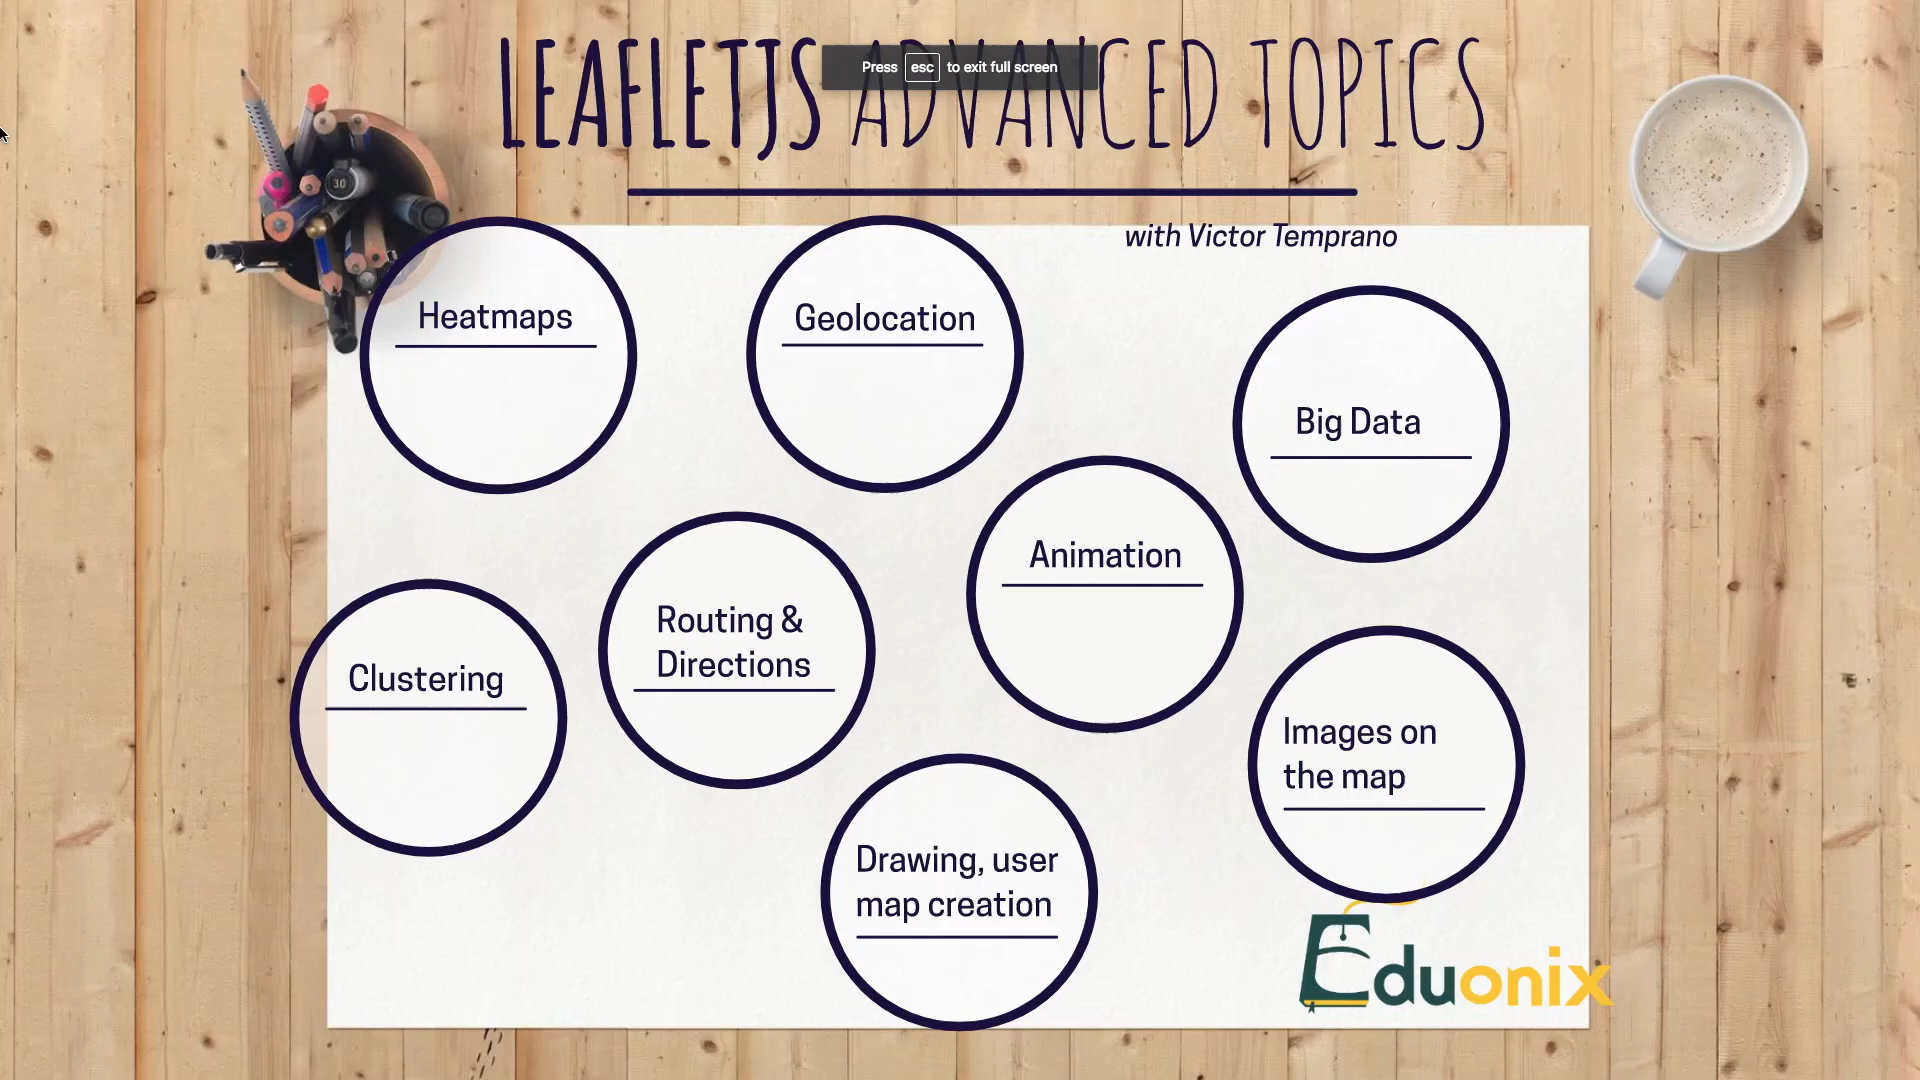 LEAFLETJS ADVANCED TOPICS
Press esc to exit full screen
with Victor Temprano
Heatmaps
Geolocation
Big Data
Animation
Routing &
Directions
Clustering
Images on
the map
Drawing, user
map creation
Eduonix
30